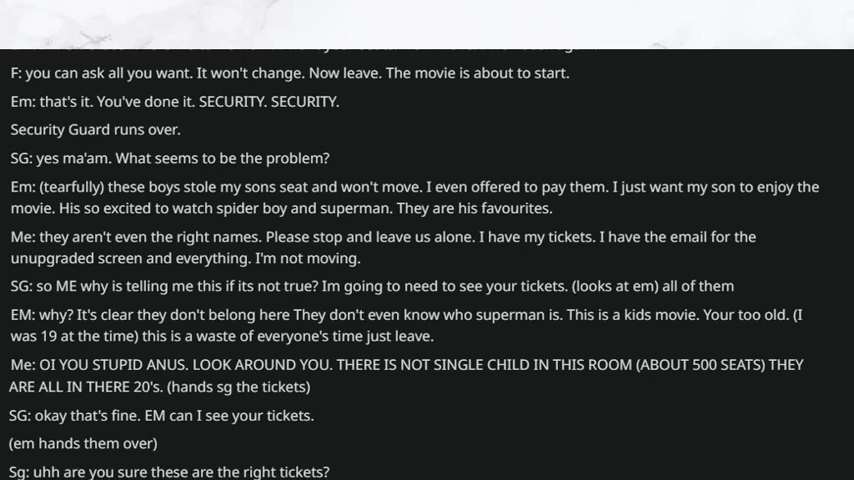 F: you can ask all you want. It won't change. Now leave. The movie is about to start.
Em: that's it. You've done it. SECURITY. SECURITY.
Security Guard runs over.
SG: yes ma'am. What seems to be the problem?
Em: (tearfully) these boys stole my sons seat and won't move. I even offered to pay them. I just want my son to enjoy the
movie. His so excited to watch spider boy and superman. They are his favourites.
Me: they aren't even the right names. Please stop and leave us alone. I have my tickets. I have the email for the
unupgraded screen and everything. I'm not moving.
SG: so ME why is telling me this if its not true? Im going to need to see your tickets. (looks at em) all of them
EM: why? It's clear they don't belong here They don't even know who superman is. This is a kids movie. Your too old. (I
was 19 at the time) this is a waste of everyone's time just leave.
Me: OI YOU STUPID ANUS. LOOK AROUND YOU. THERE IS NOT SINGLE CHILD IN THIS ROOM (ABOUT 500 SEATS) THEY
ARE ALL IN THERE 20's. (hands sg the tickets)
SG: okay that's fine. EM can I see your tickets.
(em hands them over)
Sg: uhh are you sure these are the right tickets?